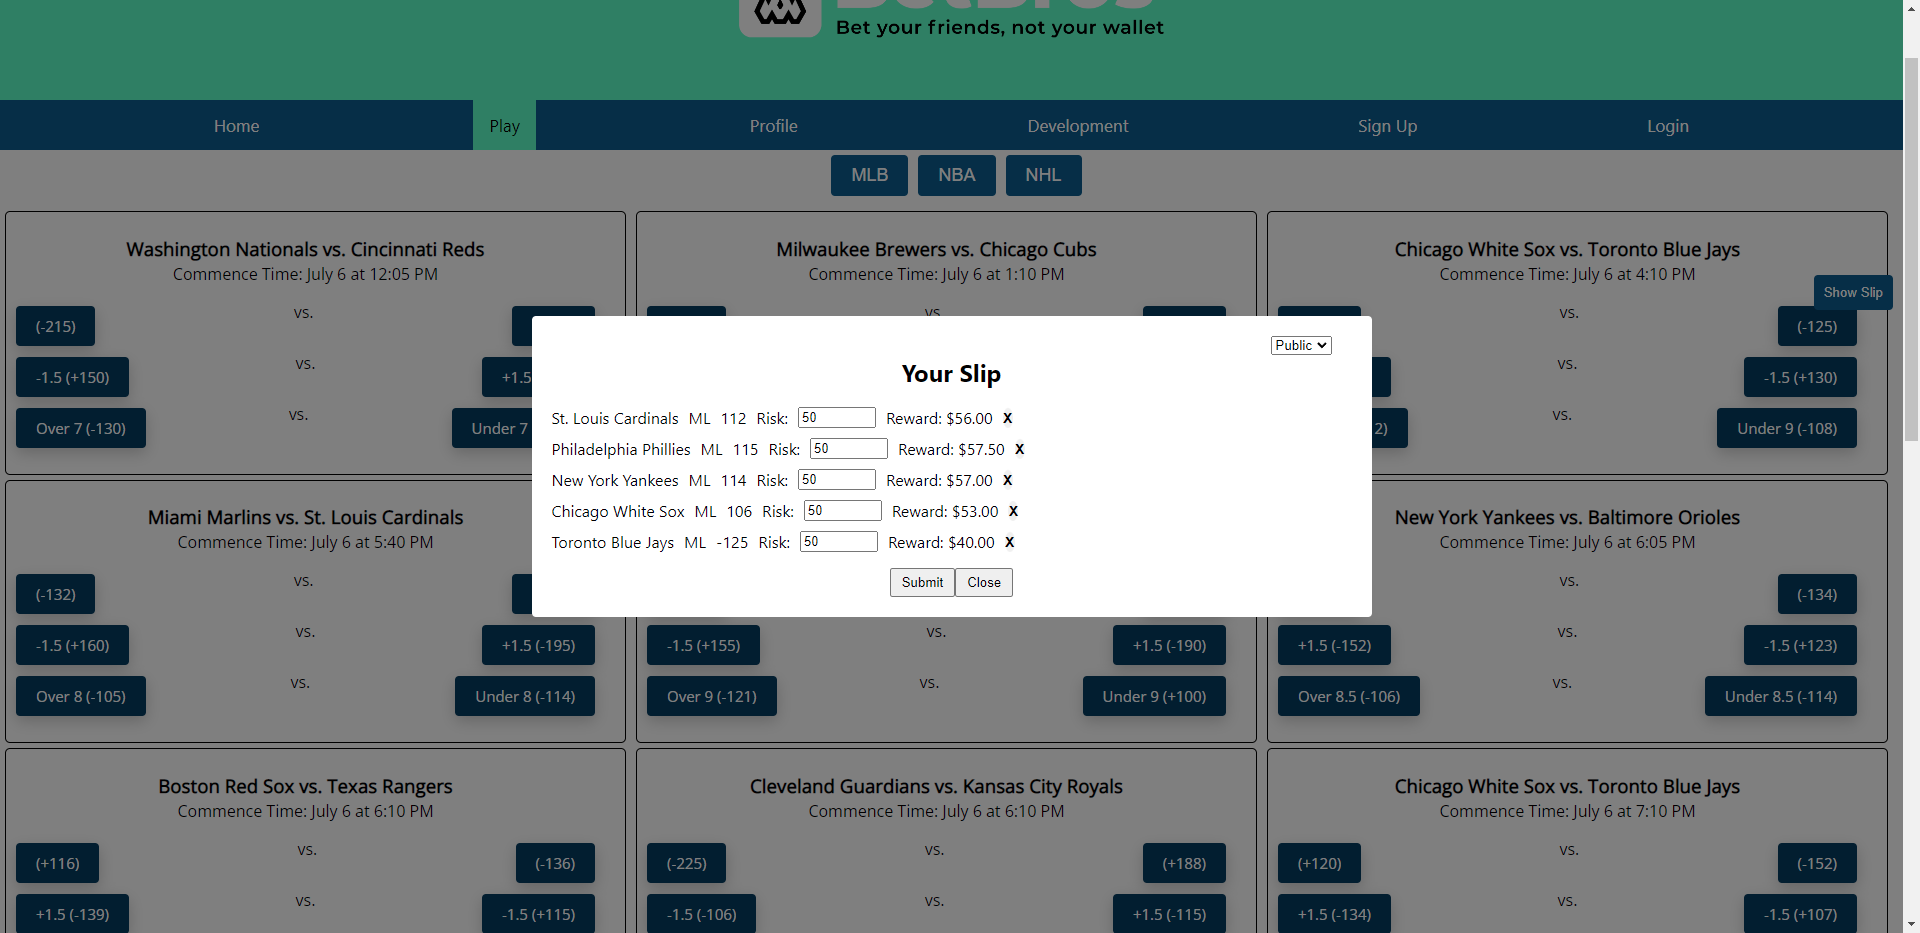 Bet your friends, not your wallet
Home Play Profile Development Sign Up Login
MLB NBA NHL
Washington Nationals vs. Cincinnati Reds
Commence Time: July 6 at 12:05 PM
(-215) vs.
-1.5 (+150) vs. +1.5
Over 7 (-130) vs. Under 7
Milwaukee Brewers vs. Chicago Cubs
Commence Time: July 6 at 1:10 PM
vs.
Chicago White Sox vs. Toronto Blue Jays
Commence Time: July 6 at 4:10 PM
Show Slip
vs. (-125)
vs. -1.5 (+130)
2) vs. Under 9 (-108)
Public
Your Slip
St. Louis Cardinals ML 112 Risk: 50 Reward: $56.00 X
Philadelphia Phillies ML 115 Risk: 50 Reward: $57.50 X
New York Yankees ML 114 Risk: 50 Reward: $57.00 X
Chicago White Sox ML 106 Risk: 50 Reward: $53.00 X
Toronto Blue Jays ML -125 Risk: 50 Reward: $40.00 X
Submit Close
Miami Marlins vs. St. Louis Cardinals
Commence Time: July 6 at 5:40 PM
(-132) vs.
-1.5 (+160) vs. +1.5 (-195)
Over 8 (-105) vs. Under 8 (-114)
-1.5 (+155) vs. +1.5 (-190)
Over 9 (-121) vs. Under 9 (+100)
New York Yankees vs. Baltimore Orioles
Commence Time: July 6 at 6:05 PM
vs. (-134)
+1.5 (-152) vs. -1.5 (+123)
Over 8.5 (-106) vs. Under 8.5 (-114)
Boston Red Sox vs. Texas Rangers
Commence Time: July 6 at 6:10 PM
(+116) vs. (-136)
+1.5 (-139) vs. -1.5 (+115)
Cleveland Guardians vs. Kansas City Royals
Commence Time: July 6 at 6:10 PM
(-225) vs. (+188)
-1.5 (-106) vs. +1.5 (-115)
Chicago White Sox vs. Toronto Blue Jays
Commence Time: July 6 at 7:10 PM
(+120) vs. (-152)
+1.5 (-134) vs. -1.5 (+107)